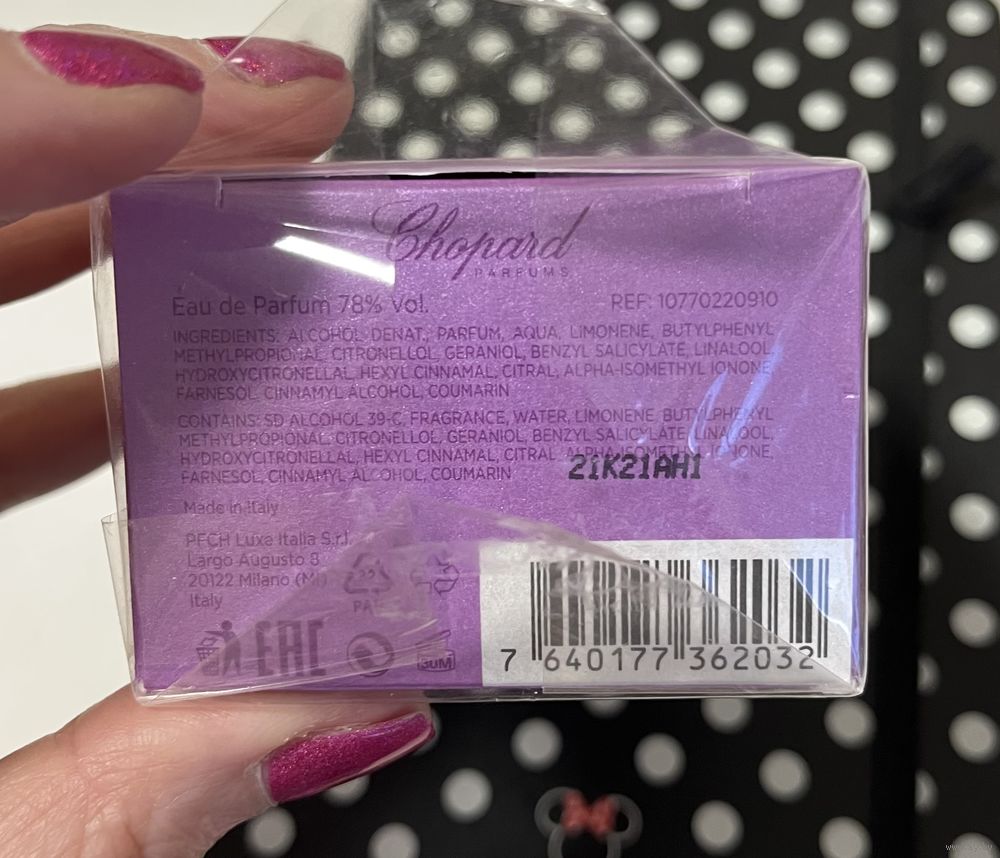 Chopard
PARFUMS
Eau de Parfum 78% vol.
REF: 10770220910
INGREDIENTS: ALCOHOL DENAT., PARFUM, AQUA, LIMONENE, BUTYLPHENYL
METHYLPROPIONAL, CITRONELLOL, GERANIOL, BENZYL SALICYLATE, LINALOOL,
HYDROXYCITRONELLAL, HEXYL CINNAMAL, CITRAL, ALPHA-ISOMETHYL IONONE,
FARNESOL, CINNAMYL ALCOHOL, COUMARIN
CONTAINS: SD ALCOHOL 39-C, FRAGRANCE, WATER, LIMONENE, BUTYLPHENYL
METHYLPROPIONAL, CITRONELLOL, GERANIOL, BENZYL SALICYLATE, LINALOOL,
HYDROXYCITRONELLAL, HEXYL CINNAMAL, CITRAL, ALPHA-ISOMETHYL IONONE,
FARNESOL, CINNAMYL ALCOHOL, COUMARIN
21K21AH1
Made in Italy
PFCH Luxe Italia S.r.l.
Largo Augusto 8
20122 Milano (MI)
Italy
PAP
EAC
30M
7 640177 362032